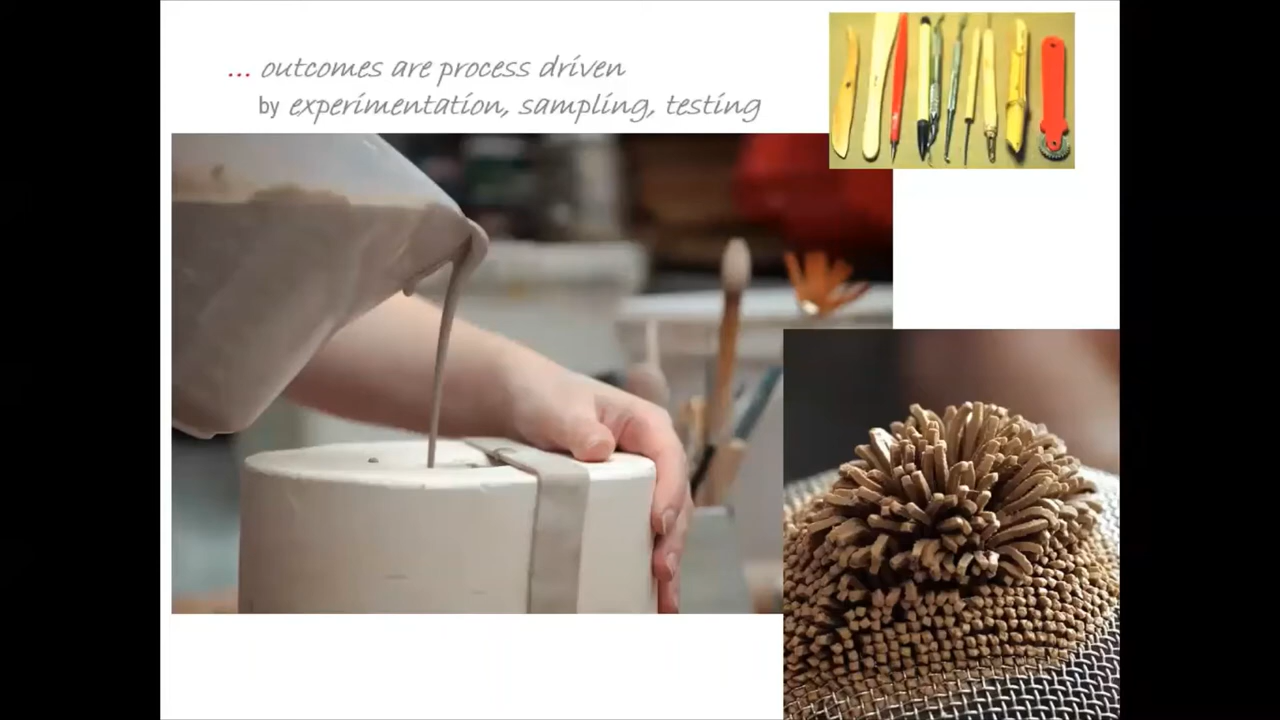 ... outcomes are process driven
by experimentation, sampling, testing